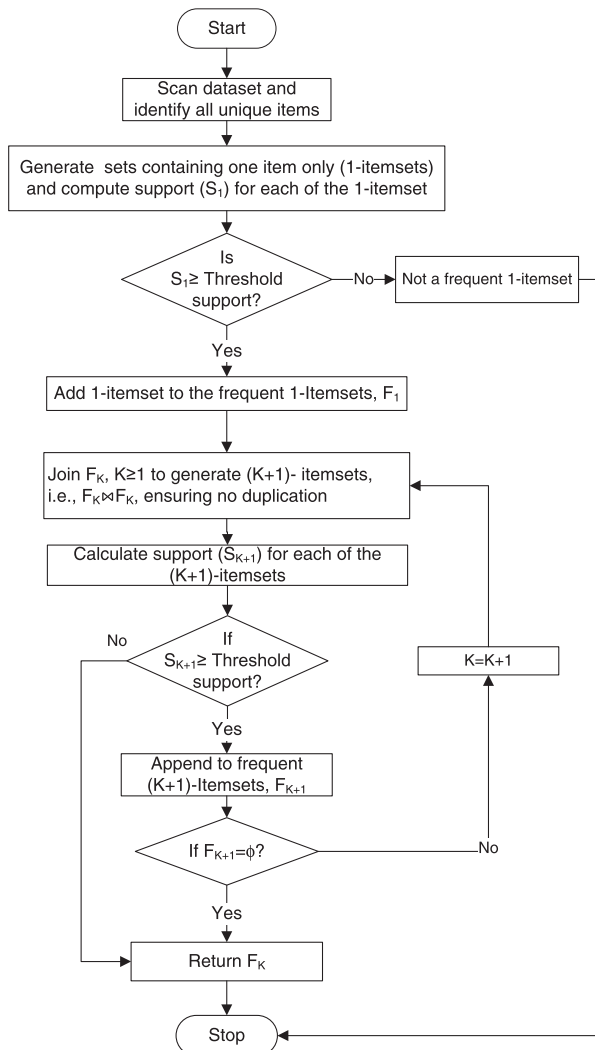 Start
Scan dataset and
identify all unique items
Generate sets containing one item only (1-itemsets)
and compute support (S₁) for each of the 1-itemset
Is
S₁≥ Threshold
support?
No
Not a frequent 1-itemset
Yes
Add 1-itemset to the frequent 1-Itemsets, F₁
Join Fₖ, K≥1 to generate (K+1)- itemsets,
i.e., Fₖ⋈Fₖ, ensuring no duplication
Calculate support (Sₖ₊₁) for each of the
(K+1)-itemsets
No
If
Sₖ₊₁≥ Threshold
support?
K=K+1
Yes
Append to frequent
(K+1)-Itemsets, Fₖ₊₁
If Fₖ₊₁=ϕ?
No
Yes
Return Fₖ
Stop